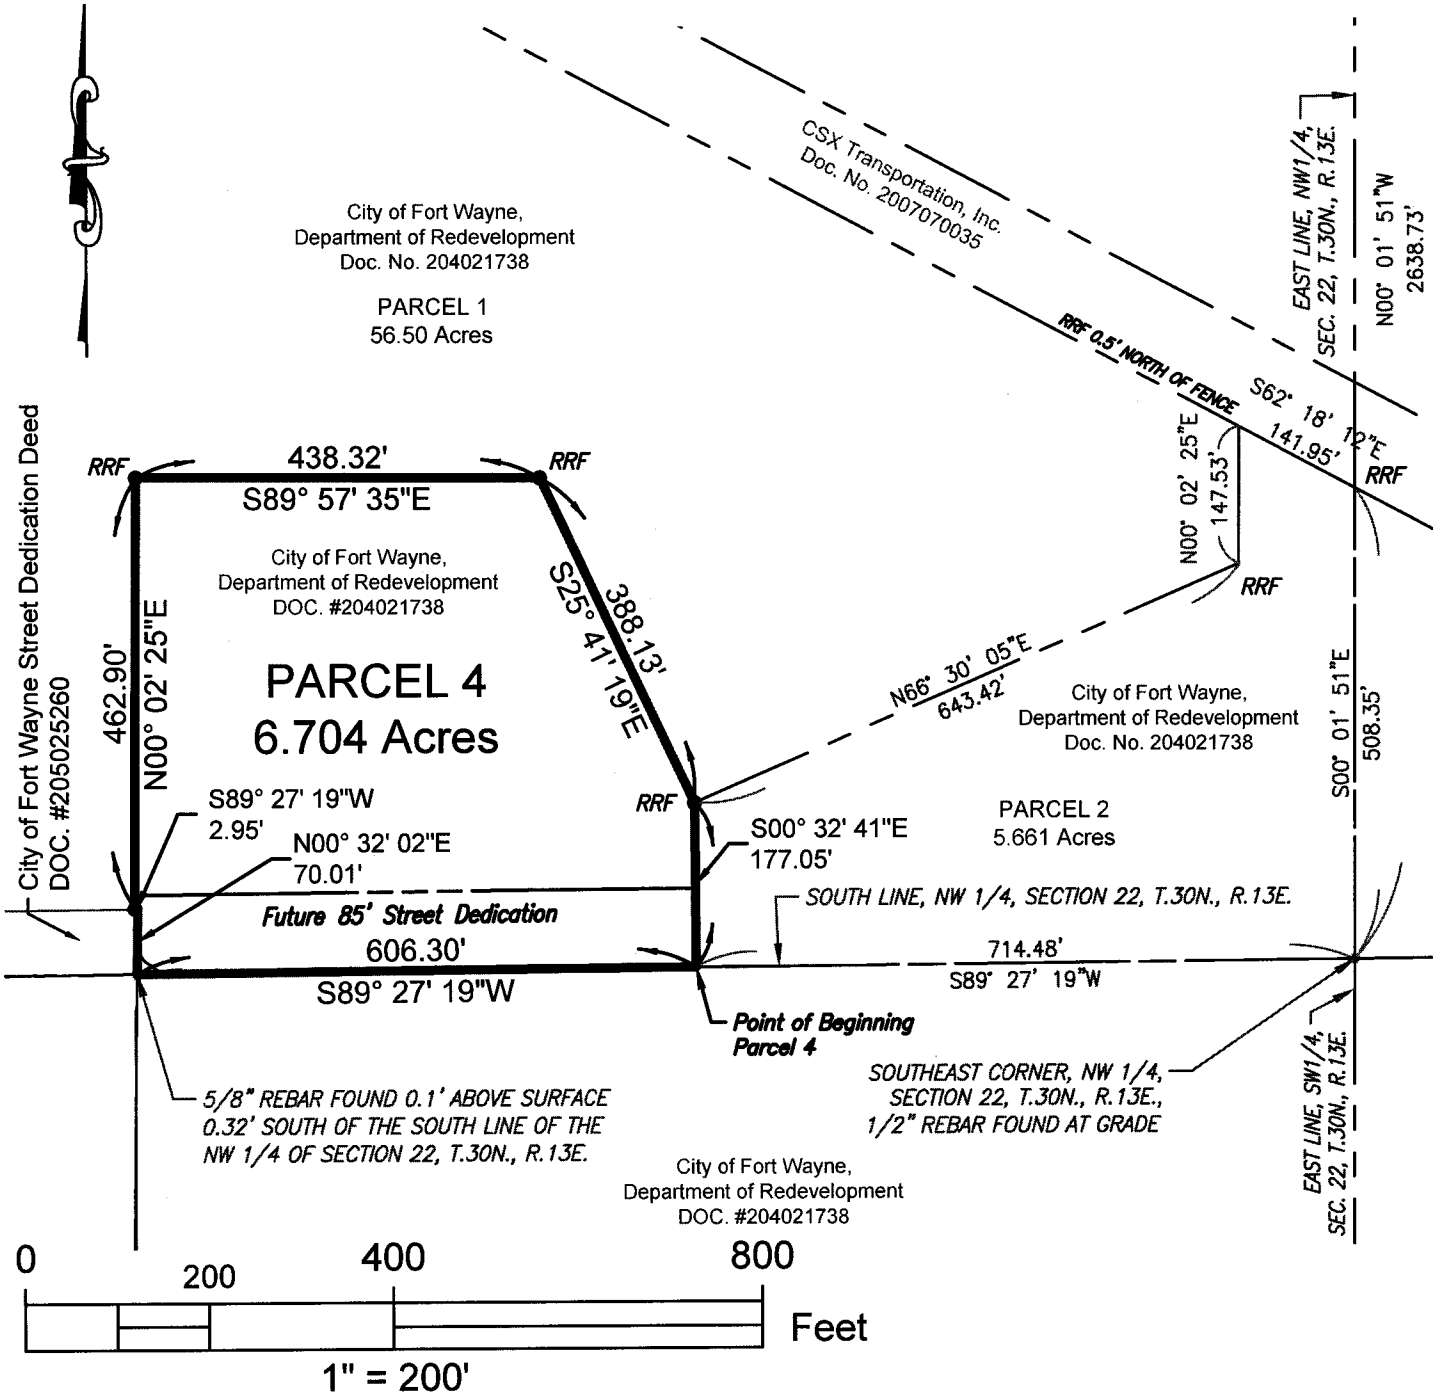 City of Fort Wayne,
Department of Redevelopment
Doc. No. 204021738
PARCEL 1
56.50 Acres
CSX Transportation, Inc.
Doc. No. 2007070035
EAST LINE, NW1/4,
SEC. 22, T.30N., R.13E.
N00° 01' 51"W
2638.73'
RRF 0.5' NORTH OF FENCE
S62° 18' 12"E
141.95'
RRF
N00° 02' 25"E
147.53'
RRF
City of Fort Wayne Street Dedication Deed
DOC. #205025260
RRF
438.32'
S89° 57' 35"E
RRF
City of Fort Wayne,
Department of Redevelopment
DOC. #204021738
462.90'
N00° 02' 25"E
PARCEL 4
6.704 Acres
388.13'
S25° 41' 19"E
N66° 30' 05"E
643.42'
City of Fort Wayne,
Department of Redevelopment
Doc. No. 204021738
S00° 01' 51"E
508.35'
S89° 27' 19"W
2.95'
RRF
PARCEL 2
5.661 Acres
N00° 32' 02"E
70.01'
S00° 32' 41"E
177.05'
Future 85' Street Dedication
SOUTH LINE, NW 1/4, SECTION 22, T.30N., R.13E.
606.30'
S89° 27' 19"W
714.48'
S89° 27' 19"W
Point of Beginning
Parcel 4
5/8" REBAR FOUND 0.1' ABOVE SURFACE
0.32' SOUTH OF THE SOUTH LINE OF THE
NW 1/4 OF SECTION 22, T.30N., R.13E.
SOUTHEAST CORNER, NW 1/4,
SECTION 22, T.30N., R.13E.,
1/2" REBAR FOUND AT GRADE
EAST LINE, SW1/4,
SEC. 22, T.30N., R.13E.
City of Fort Wayne,
Department of Redevelopment
DOC. #204021738
0
200
400
800
Feet
1" = 200'